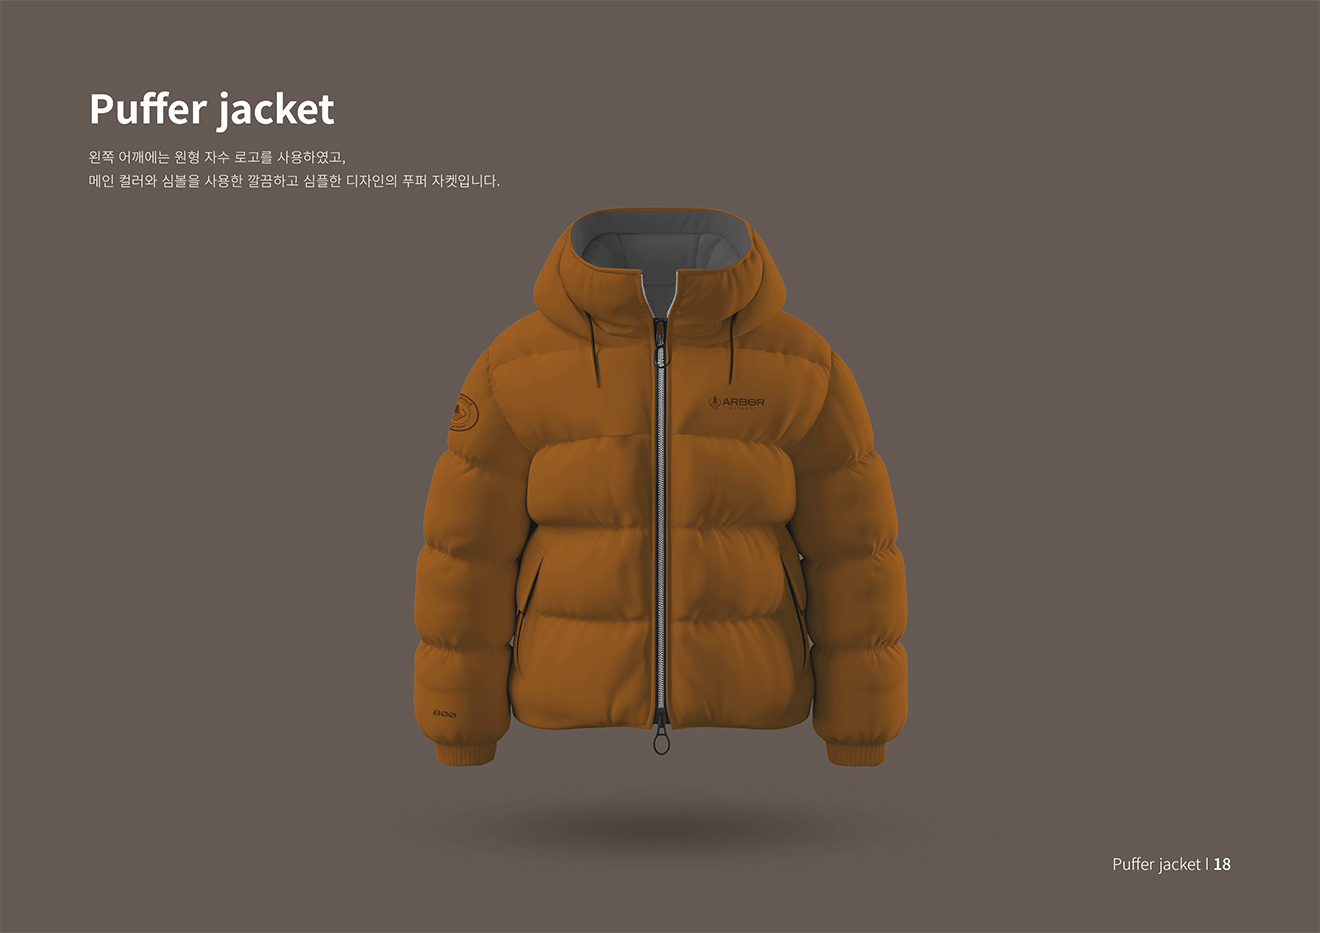 Puffer jacket
왼쪽 어깨에는 원형 자수 로고를 사용하였고,
메인 컬러와 심볼을 사용한 깔끔하고 심플한 디자인의 푸퍼 자켓입니다.
ARBOR
OUTDOOR
800
Puffer jacket | 18